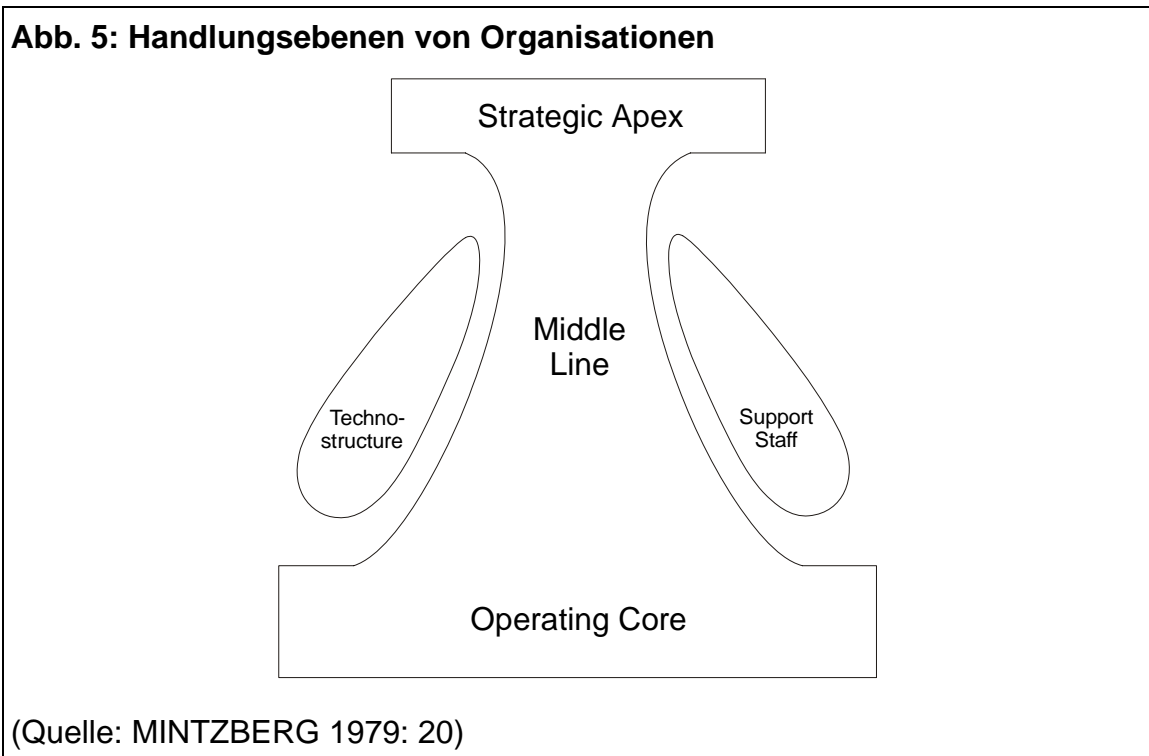 Abb. 5: Handlungsebenen von Organisationen
Strategic Apex
Middle
Line
Techno-
structure
Support
Staff
Operating Core
(Quelle: MINTZBERG 1979: 20)